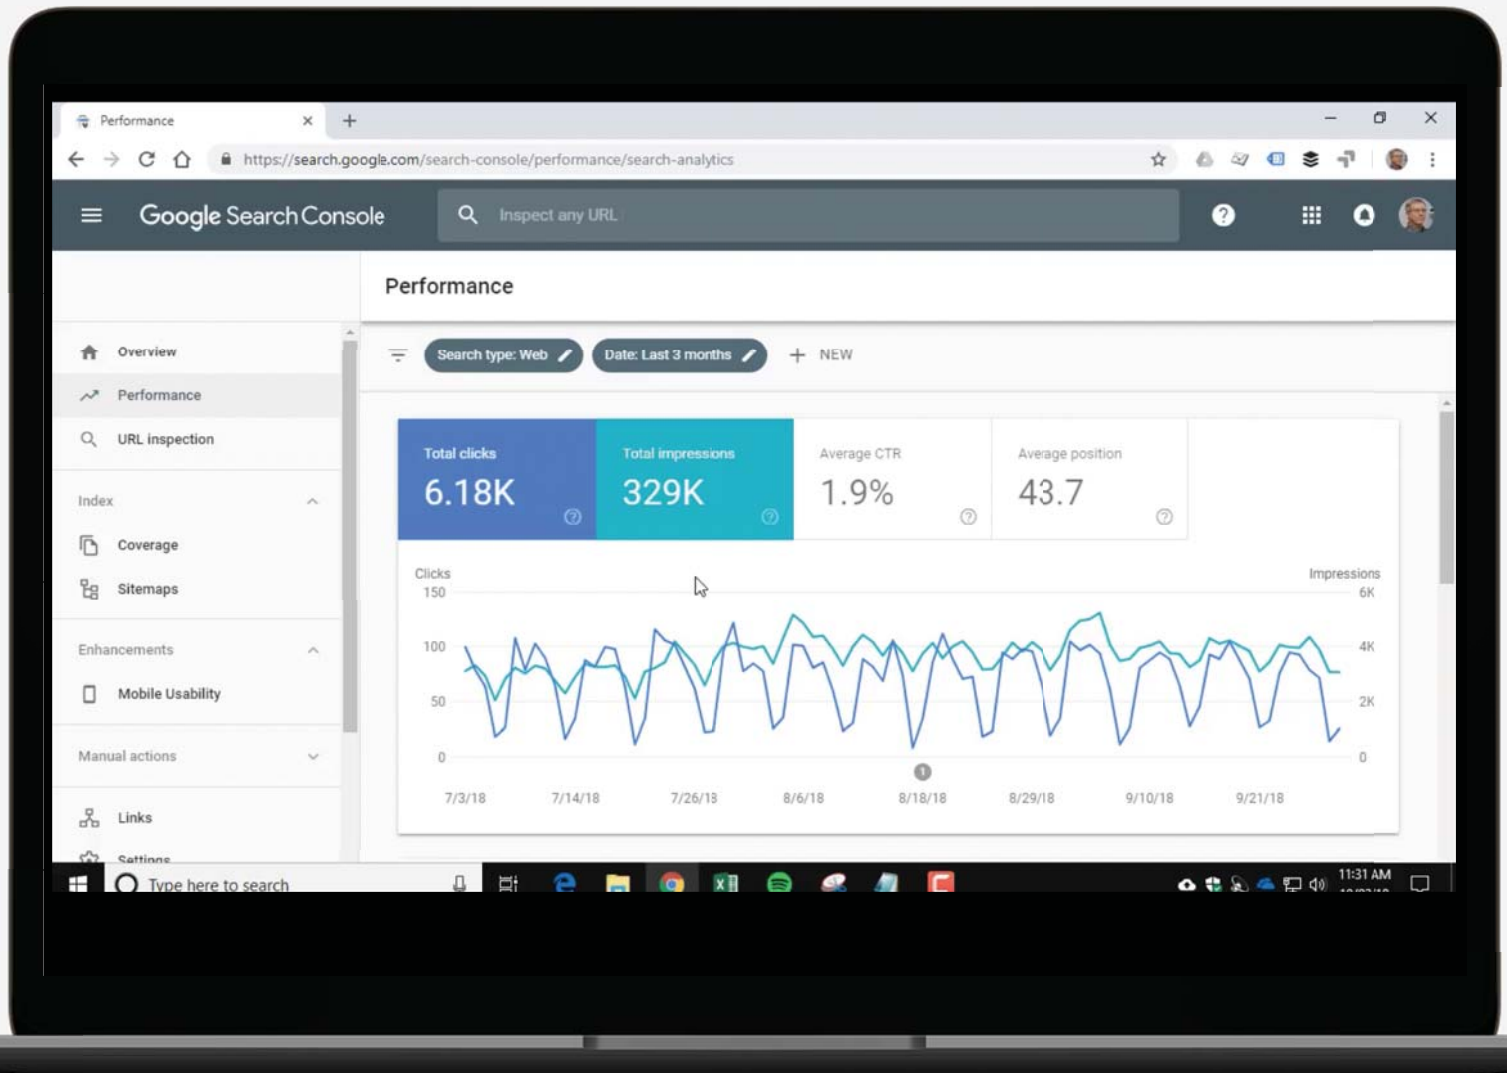 Performance
https://search.google.com/search-console/performance/search-analytics
Google Search Console
Inspect any URL
Performance
Overview
Performance
URL inspection
Index
Coverage
Sitemaps
Enhancements
Mobile Usability
Manual actions
Links
Settings
Search type: Web
Date: Last 3 months
NEW
Total clicks
6.18K
Total impressions
329K
Average CTR
1.9%
Average position
43.7
Clicks
Impressions
150
6K
100
4K
50
2K
0
0
1
7/3/18
7/14/18
7/26/18
8/6/18
8/18/18
8/29/18
9/10/18
9/21/18
Type here to search
11:31 AM